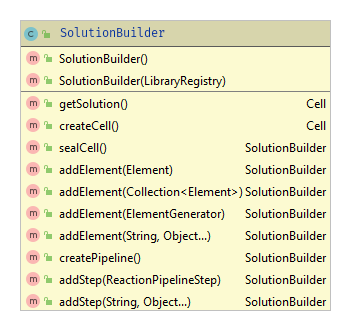 SolutionBuilder
SolutionBuilder()
SolutionBuilder(LibraryRegistry)
getSolution() Cell
createCell() Cell
sealCell() SolutionBuilder
addElement(Element) SolutionBuilder
addElement(Collection<Element>) SolutionBuilder
addElement(ElementGenerator) SolutionBuilder
addElement(String, Object...) SolutionBuilder
createPipeline() SolutionBuilder
addStep(ReactionPipelineStep) SolutionBuilder
addStep(String, Object...) SolutionBuilder